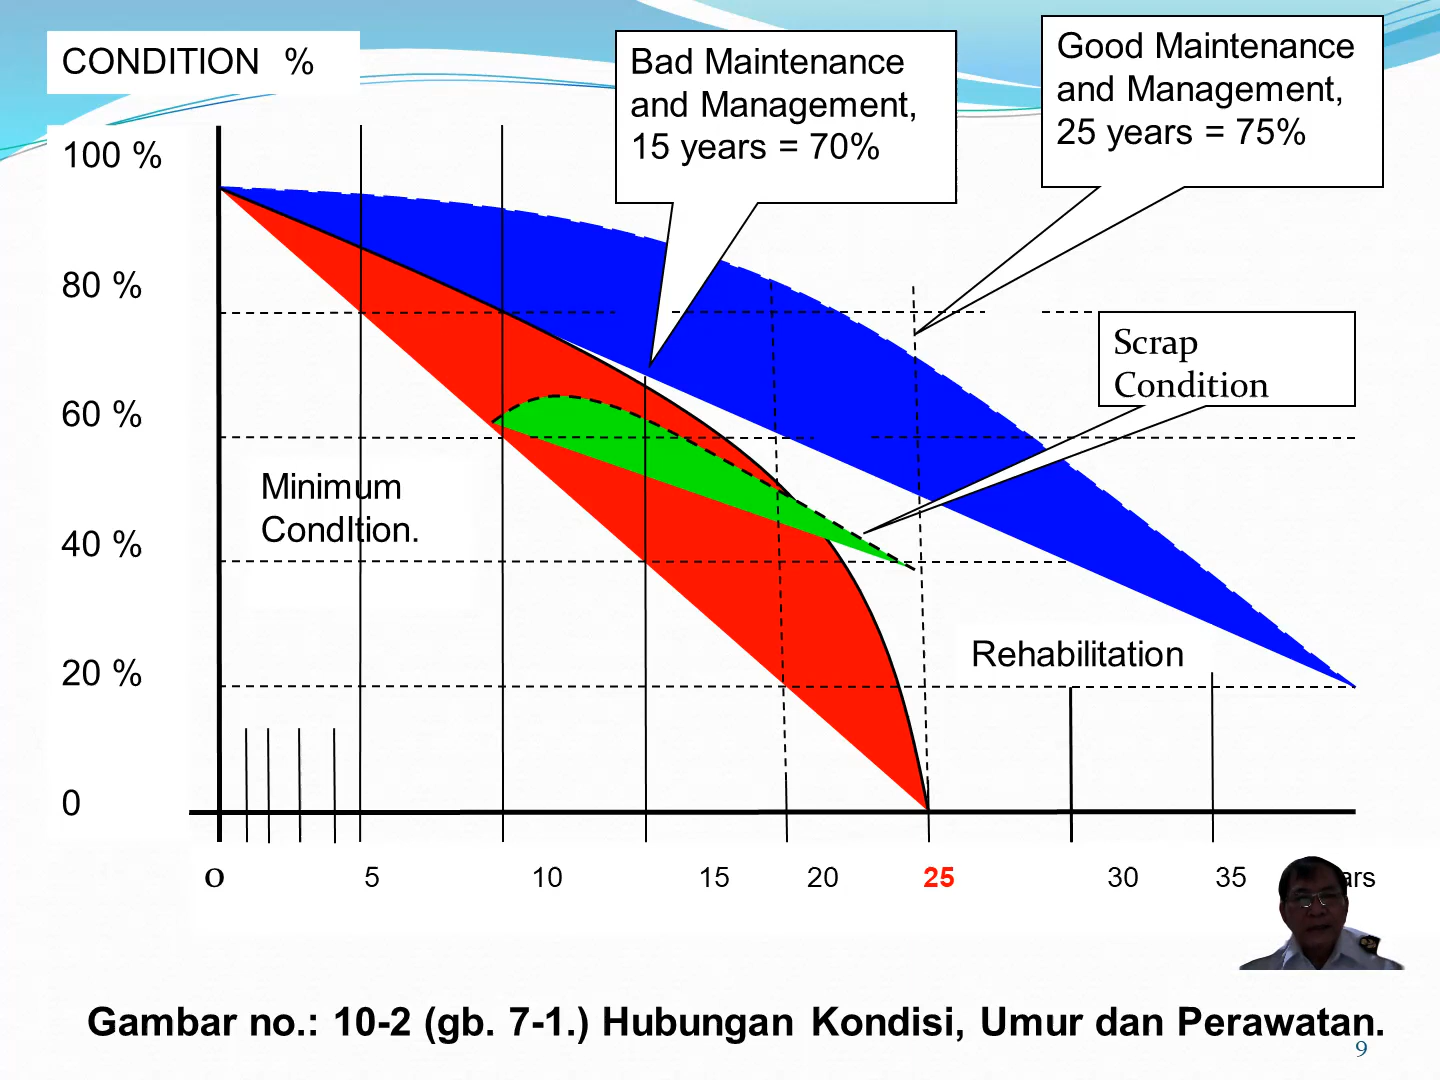 CONDITION %
Bad Maintenance
and Management,
15 years = 70%
Good Maintenance
and Management,
25 years = 75%
100 %
80 %
Scrap
Condition
60 %
Minimum
CondItion.
40 %
Rehabilitation
20 %
0
O 5 10 15 20 25 30 35
Gambar no.: 10-2 (gb. 7-1.) Hubungan Kondisi, Umur dan Perawatan.
9